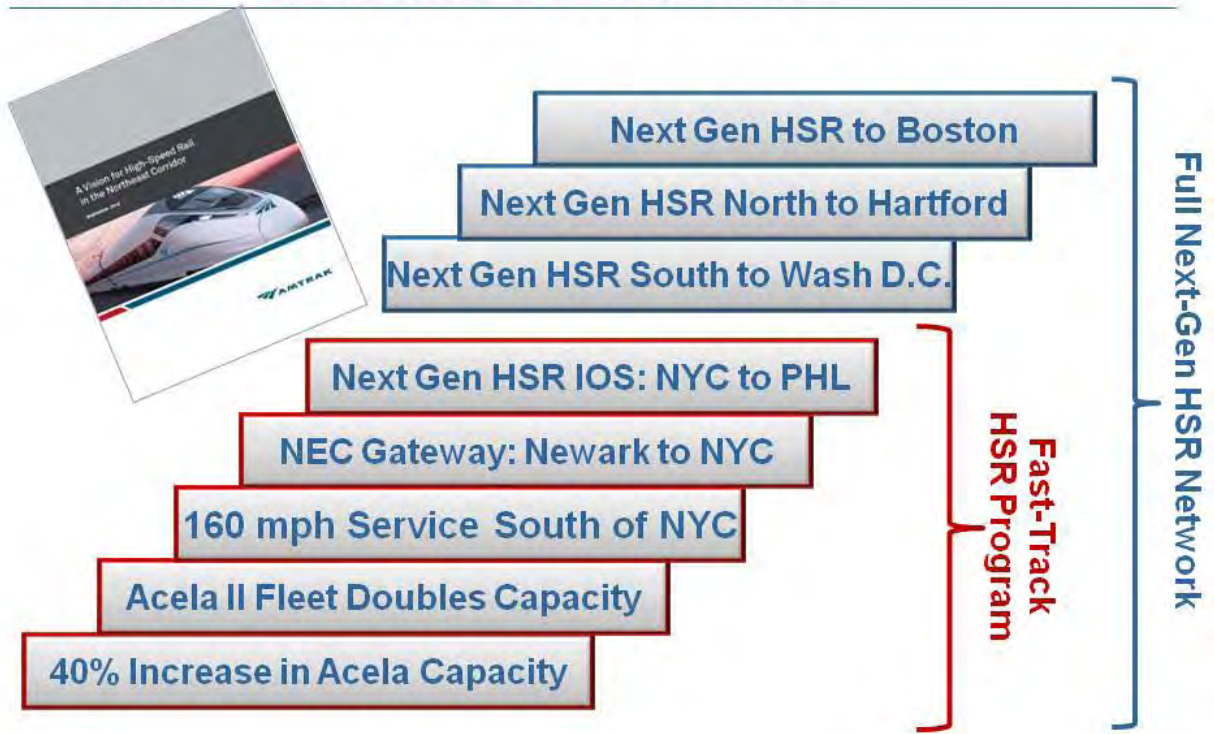 A Vision for High-Speed Rail
in the Northeast Corridor
AMTRAK
Next Gen HSR to Boston
Next Gen HSR North to Hartford
Next Gen HSR South to Wash D.C.
Next Gen HSR IOS: NYC to PHL
NEC Gateway: Newark to NYC
160 mph Service South of NYC
Acela II Fleet Doubles Capacity
40% Increase in Acela Capacity
Fast-Track
HSR Program
Full Next-Gen HSR Network